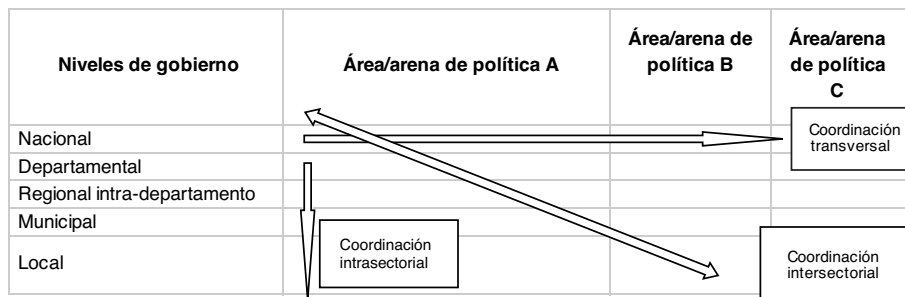 Niveles de gobierno
Área/arena de política A
Área/arena de
política B
Área/arena
de política
C
Nacional
Coordinación
transversal
Departamental
Regional intra-departamento
Municipal
Local
Coordinación
intrasectorial
Coordinación
intersectorial